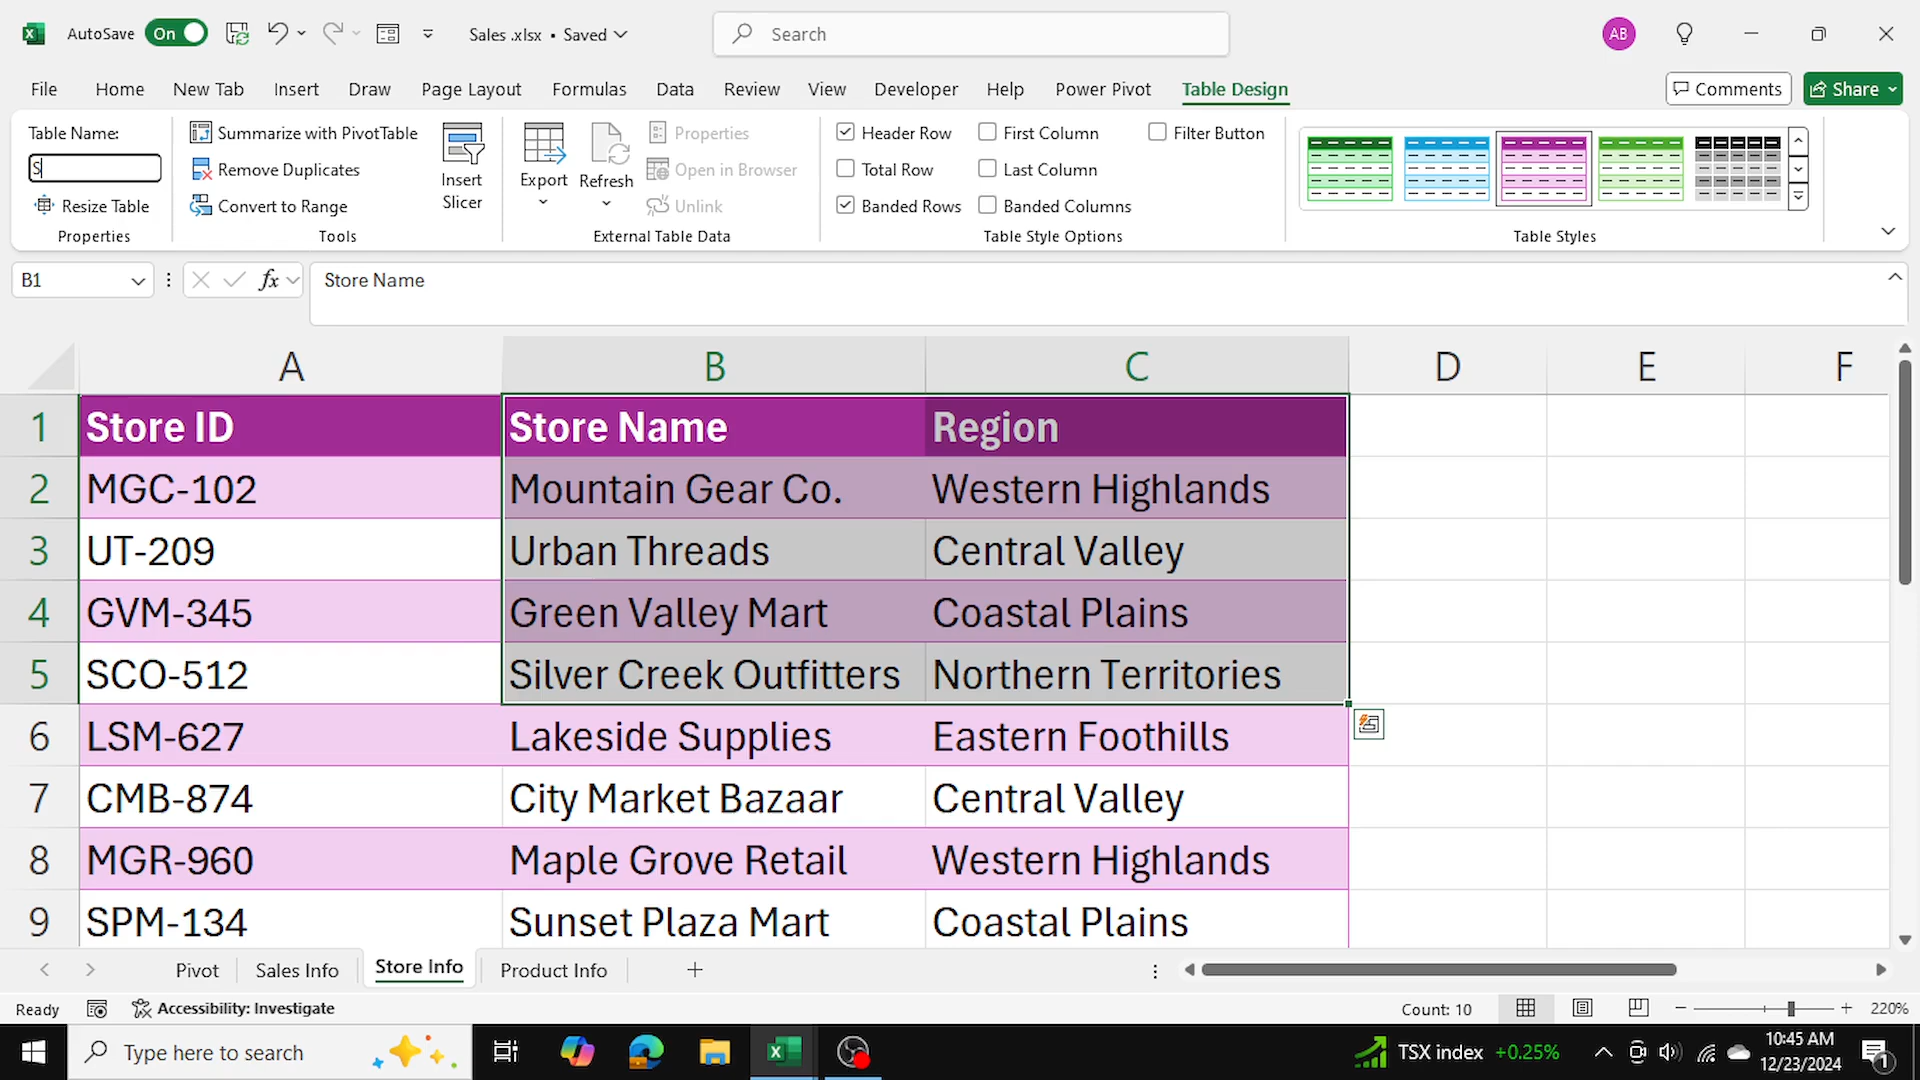 AutoSave On Sales .xlsx • Saved Search AB
File Home New Tab Insert Draw Page Layout Formulas Data Review View Developer Help Power Pivot Table Design Comments Share
Table Name:
S
Resize Table
Properties
Summarize with PivotTable
Remove Duplicates
Convert to Range
Tools
Insert
Slicer
Export
Refresh
Properties
Open in Browser
Unlink
External Table Data
Header Row First Column Filter Button
Total Row Last Column
Banded Rows Banded Columns
Table Style Options
Table Styles
B1 fx Store Name
A B C D E F
1 Store ID Store Name Region
2 MGC-102 Mountain Gear Co. Western Highlands
3 UT-209 Urban Threads Central Valley
4 GVM-345 Green Valley Mart Coastal Plains
5 SCO-512 Silver Creek Outfitters Northern Territories
6 LSM-627 Lakeside Supplies Eastern Foothills
7 CMB-874 City Market Bazaar Central Valley
8 MGR-960 Maple Grove Retail Western Highlands
9 SPM-134 Sunset Plaza Mart Coastal Plains
Pivot Sales Info Store Info Product Info
Ready Accessibility: Investigate Count: 10 220%
Type here to search TSX index +0.25% 10:45 AM
12/23/2024 1